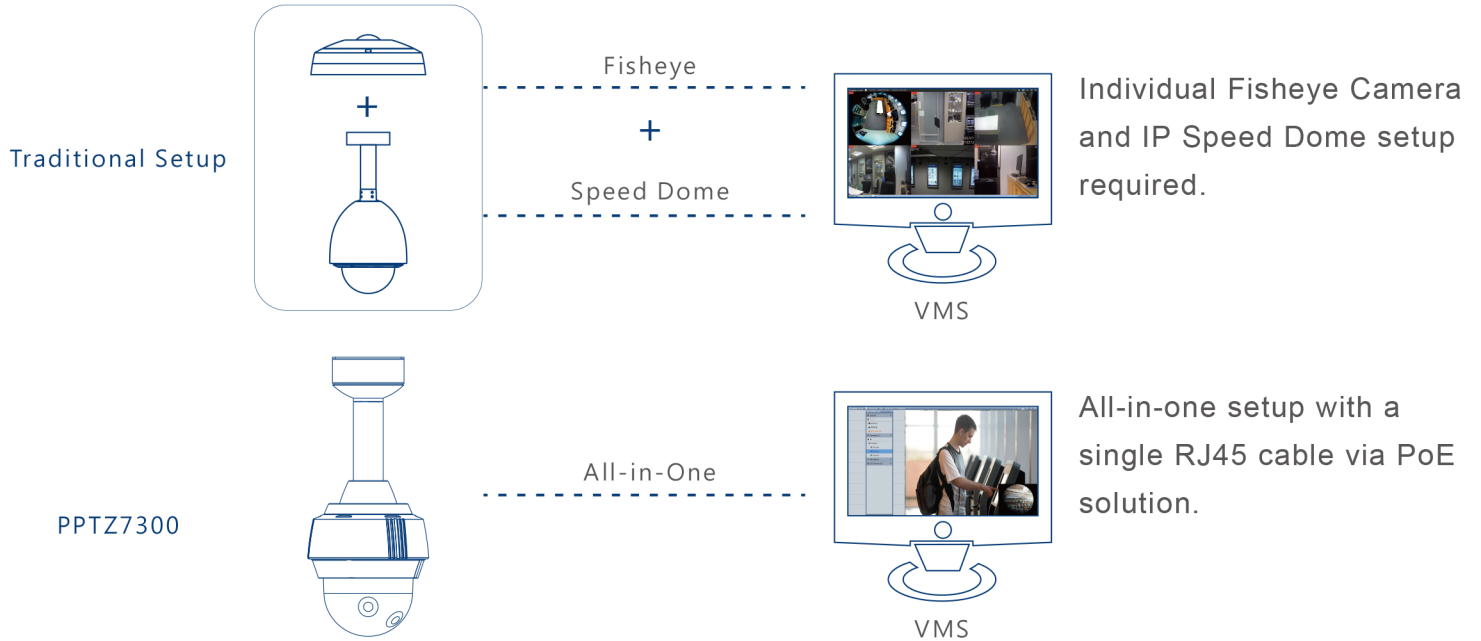 Traditional Setup
+
Fisheye
+
Speed Dome
VMS
Individual Fisheye Camera
and IP Speed Dome setup
required.
PPTZ7300
All-in-One
VMS
All-in-one setup with a
single RJ45 cable via PoE
solution.